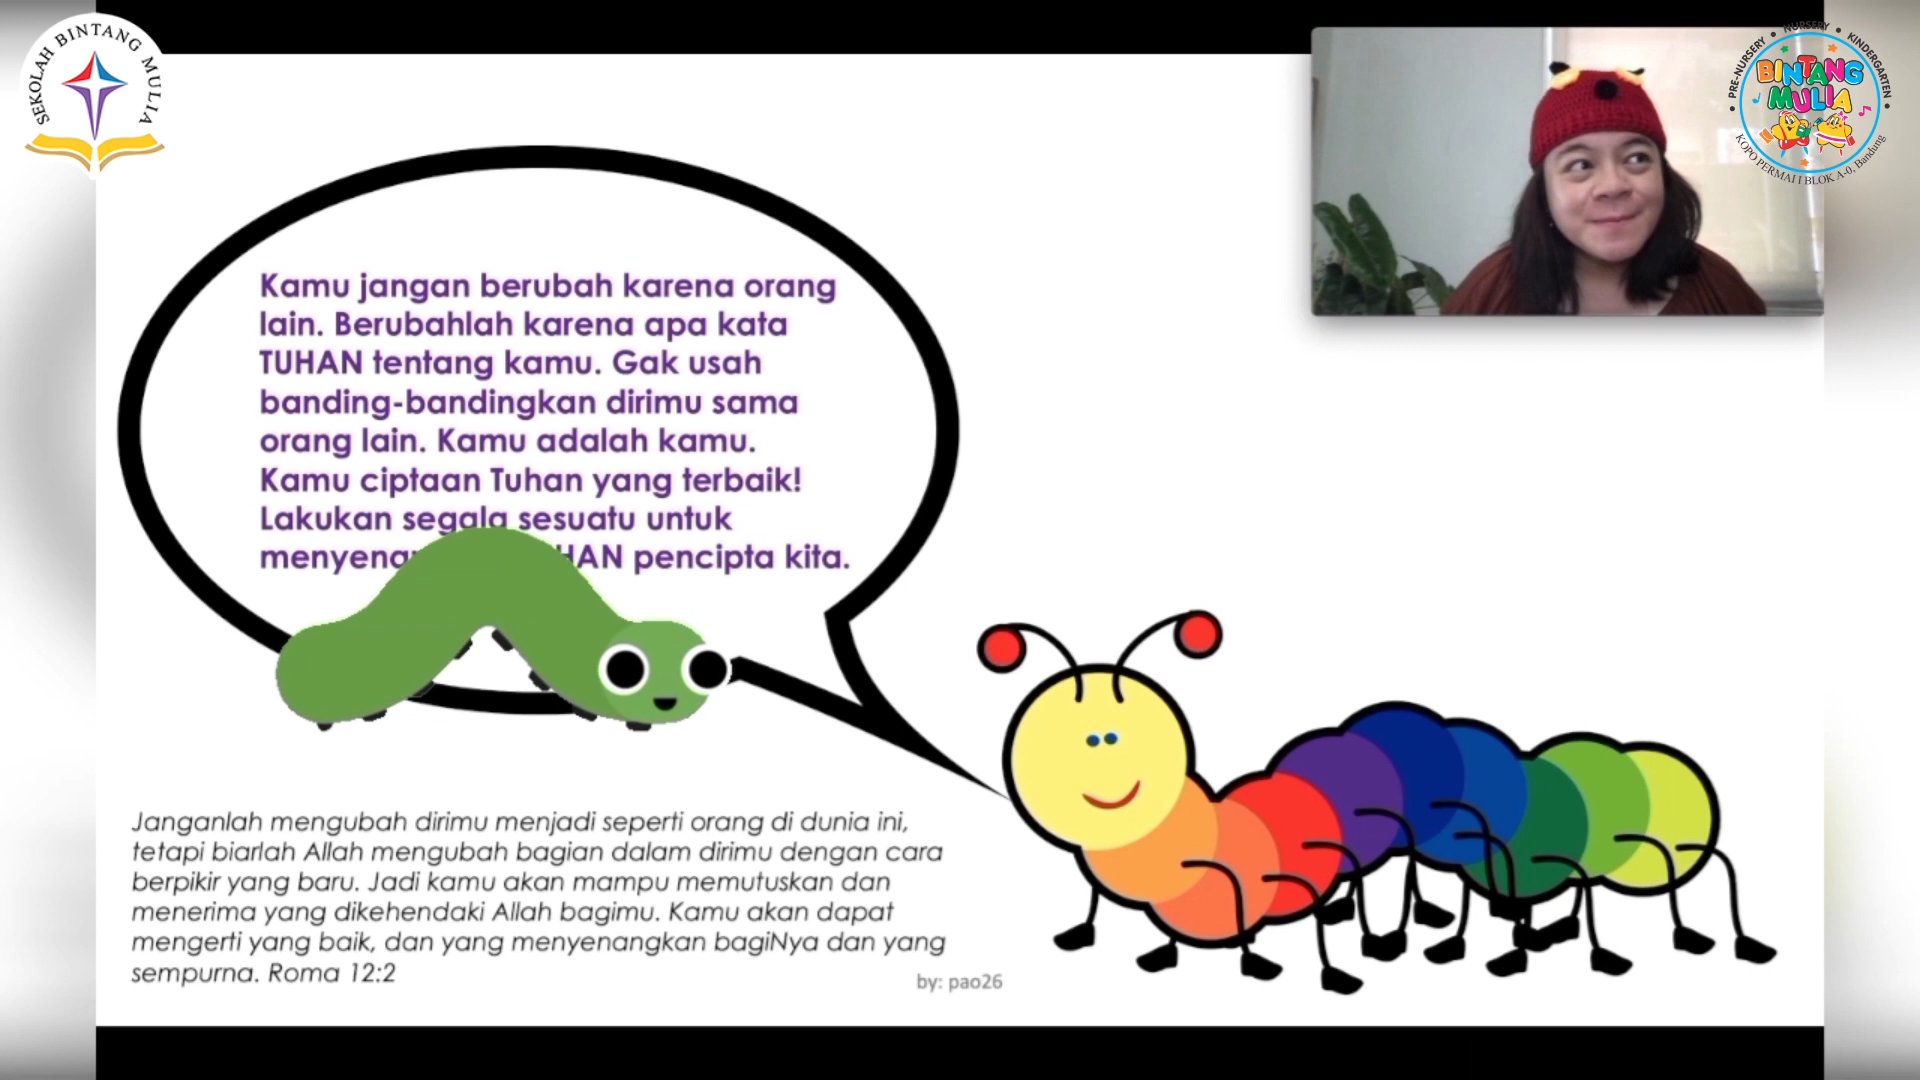 SEKOLAH BINTANG MULIA
PRE-NURSERY • NURSERY • KINDERGARTEN
BINTANG
MULIA
KOPO PERMAI I BLOK A-0, Bandung
Kamu jangan berubah karena orang
lain. Berubahlah karena apa kata
TUHAN tentang kamu. Gak usah
banding-bandingkan dirimu sama
orang lain. Kamu adalah kamu.
Kamu ciptaan Tuhan yang terbaik!
Lakukan segala sesuatu untuk
pencipta kita.
Janganlah mengubah dirimu menjadi seperti orang di dunia ini,
tetapi biarlah Allah mengubah bagian dalam dirimu dengan cara
berpikir yang baru. Jadi kamu akan mampu memutuskan dan
menerima yang dikehendaki Allah bagimu. Kamu akan dapat
mengerti yang baik, dan yang menyenangkan bagiNya dan yang
sempurna. Roma 12:2
by: pao26